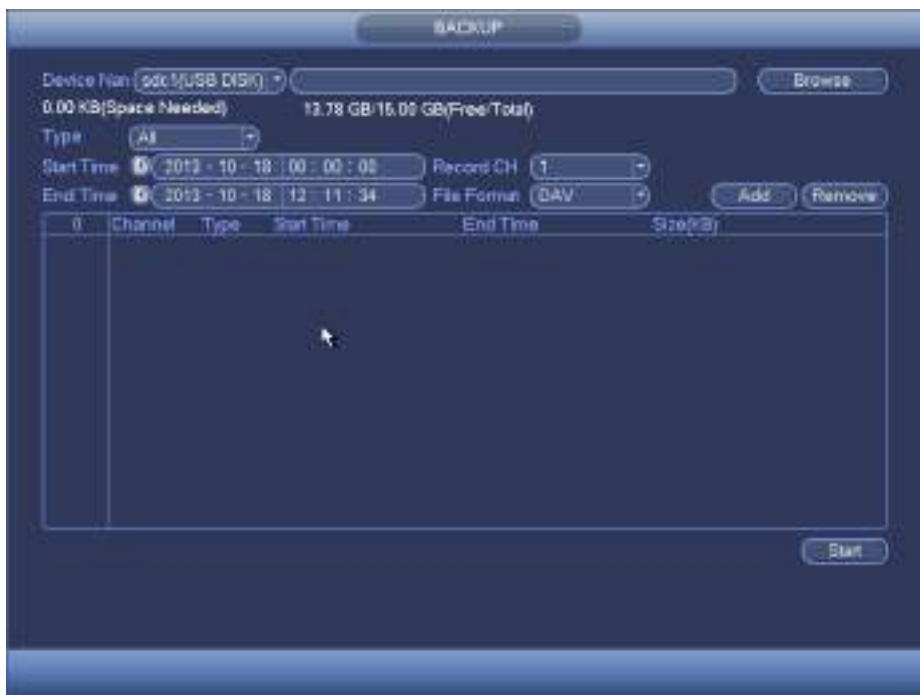 BACKUP
Device Nan sdc1(USB DISK) Browse
0.00 KB(Space Needed) 13.78 GB/15.00 GB(Free/Total)
Type All
Start Time 2013 - 10 - 18 00 : 00 : 00 Record CH 1
End Time 2013 - 10 - 18 12 : 11 : 34 File Format DAV Add Remove
0 Channel Type Start Time End Time Size(KB)
Start